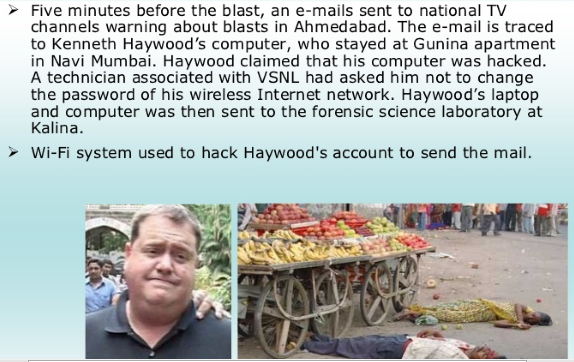 ➢ Five minutes before the blast, an e-mails sent to national TV
channels warning about blasts in Ahmedabad. The e-mail is traced
to Kenneth Haywood's computer, who stayed at Gunina apartment
in Navi Mumbai. Haywood claimed that his computer was hacked.
A technician associated with VSNL had asked him not to change
the password of his wireless Internet network. Haywood's laptop
and computer was then sent to the forensic science laboratory at
Kalina.
➢ Wi-Fi system used to hack Haywood's account to send the mail.